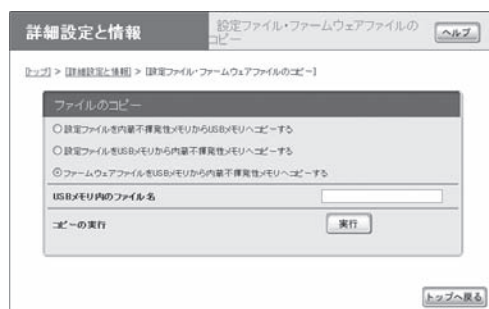 詳細設定と情報
設定ファイル・ファームウェアファイルの
コピー
ヘルプ
[トップ] > [詳細設定と情報] > [設定ファイル・ファームウェアファイルのコピー]
ファイルのコピー
設定ファイルを内蔵不揮発性メモリからUSBメモリへコピーする
設定ファイルをUSBメモリから内蔵不揮発性メモリへコピーする
ファームウェアファイルをUSBメモリから内蔵不揮発性メモリへコピーする
USBメモリ内のファイル名
コピーの実行
実行
トップへ戻る